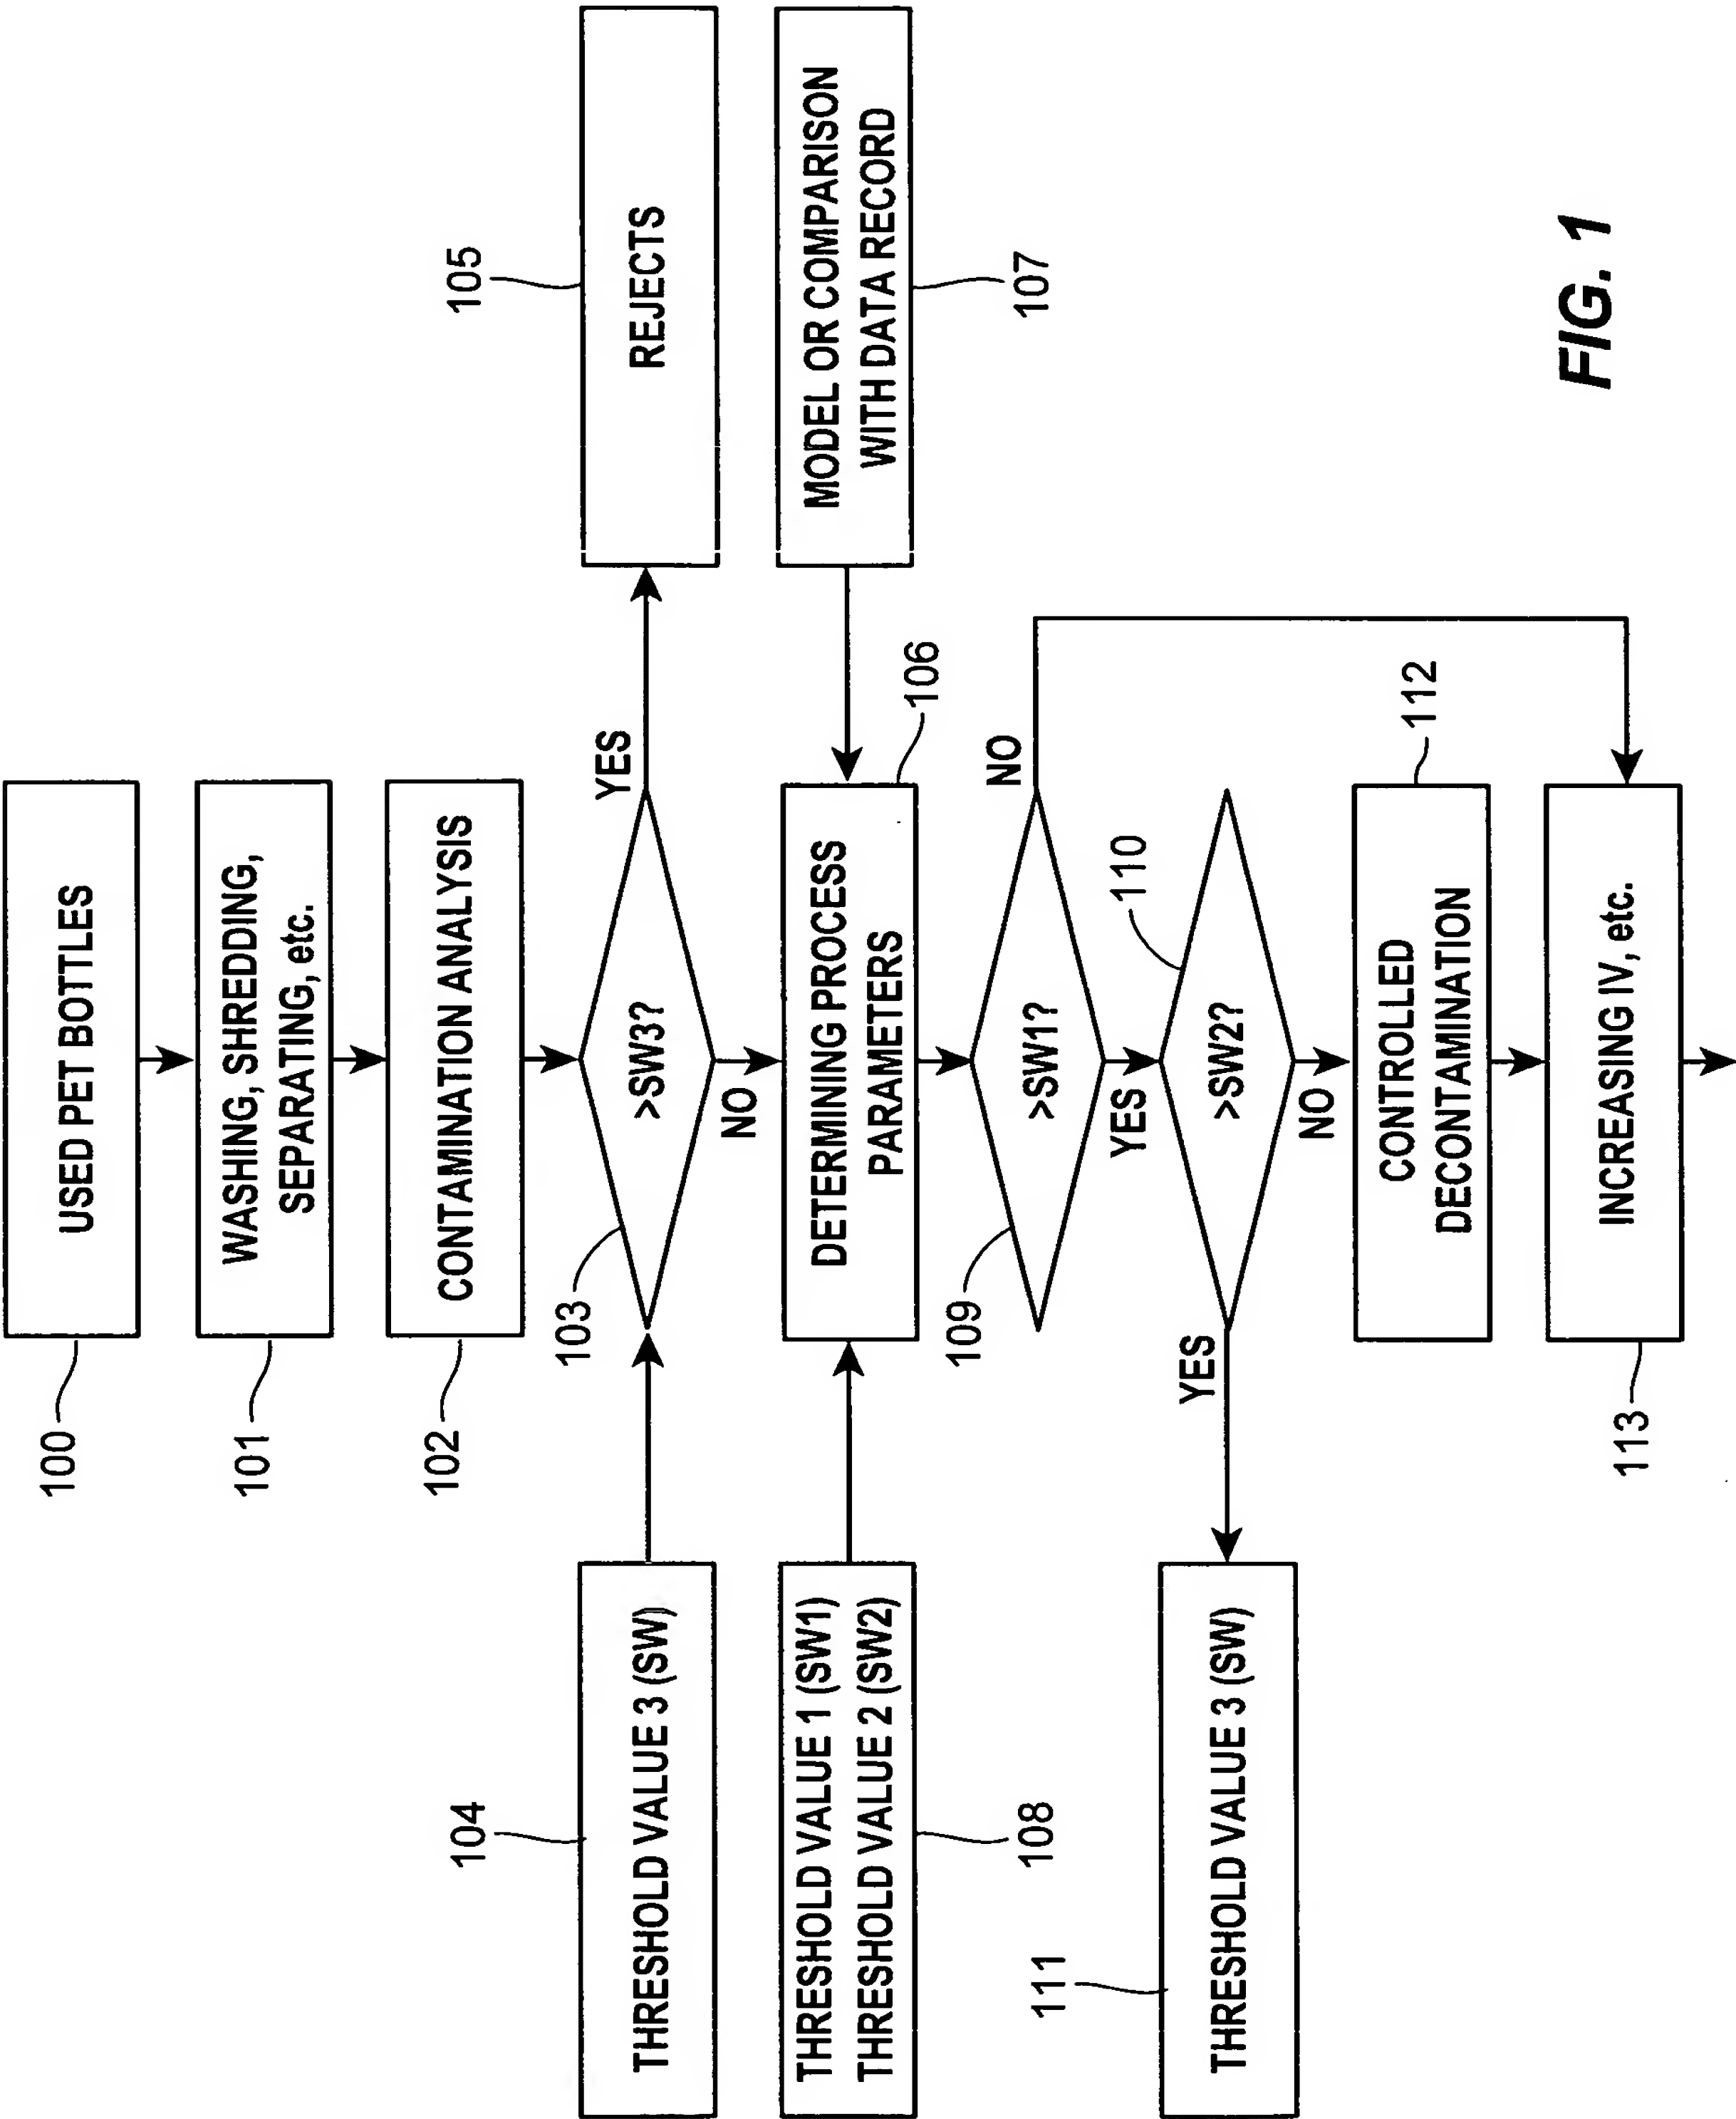 100
USED PET BOTTLES
101
WASHING, SHREDDING,
SEPARATING, etc.
102
CONTAMINATION ANALYSIS
104
THRESHOLD VALUE 3 (SW)
103
>SW3?
YES
NO
105
REJECTS
THRESHOLD VALUE 1 (SW1)
THRESHOLD VALUE 2 (SW2)
108
DETERMINING PROCESS
PARAMETERS
106
MODEL OR COMPARISON
WITH DATA RECORD
107
109
>SW1?
NO
YES
110
>SW2?
YES
NO
111
THRESHOLD VALUE 3 (SW)
112
CONTROLLED
DECONTAMINATION
113
INCREASING IV, etc.
FIG. 1